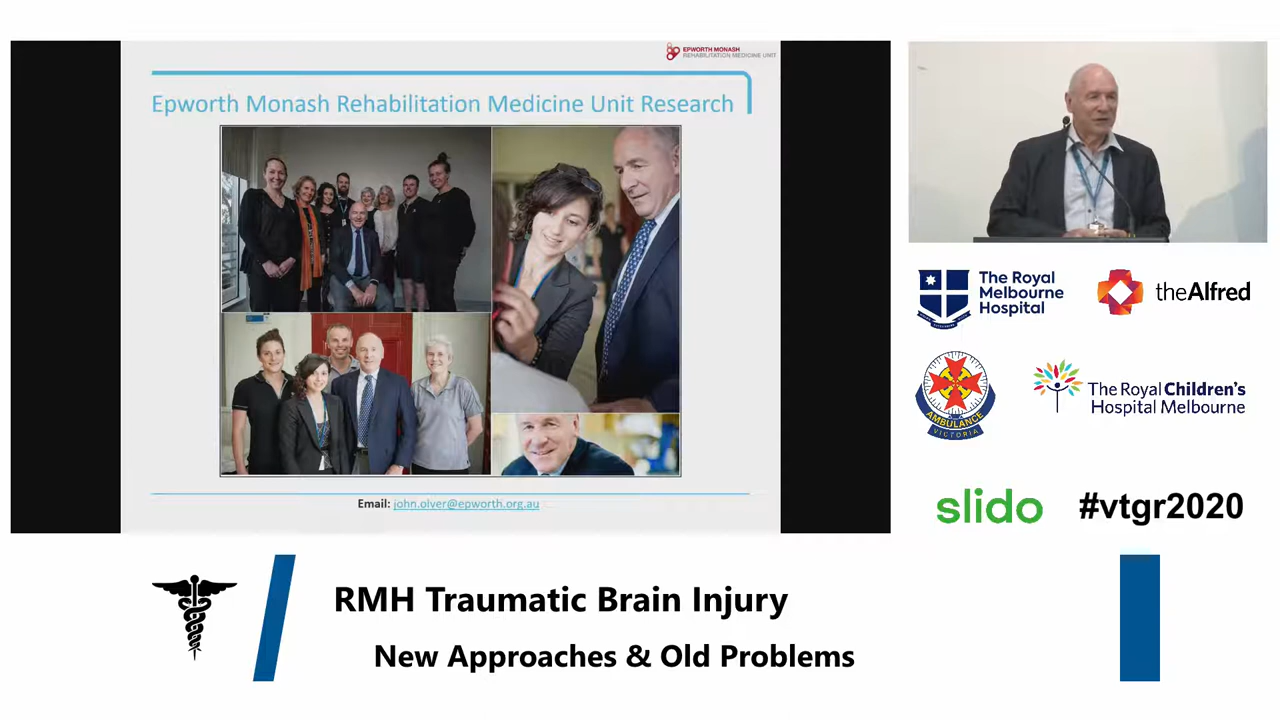 EPWORTH MONASH
REHABILITATION MEDICINE UNIT
Epworth Monash Rehabilitation Medicine Unit Research
Email: john.olver@epworth.org.au
The Royal
Melbourne
Hospital
theAlfred
AMBULANCE
VICTORIA
The Royal Children's
Hospital Melbourne
slido
#vtgr2020
RMH Traumatic Brain Injury
New Approaches & Old Problems